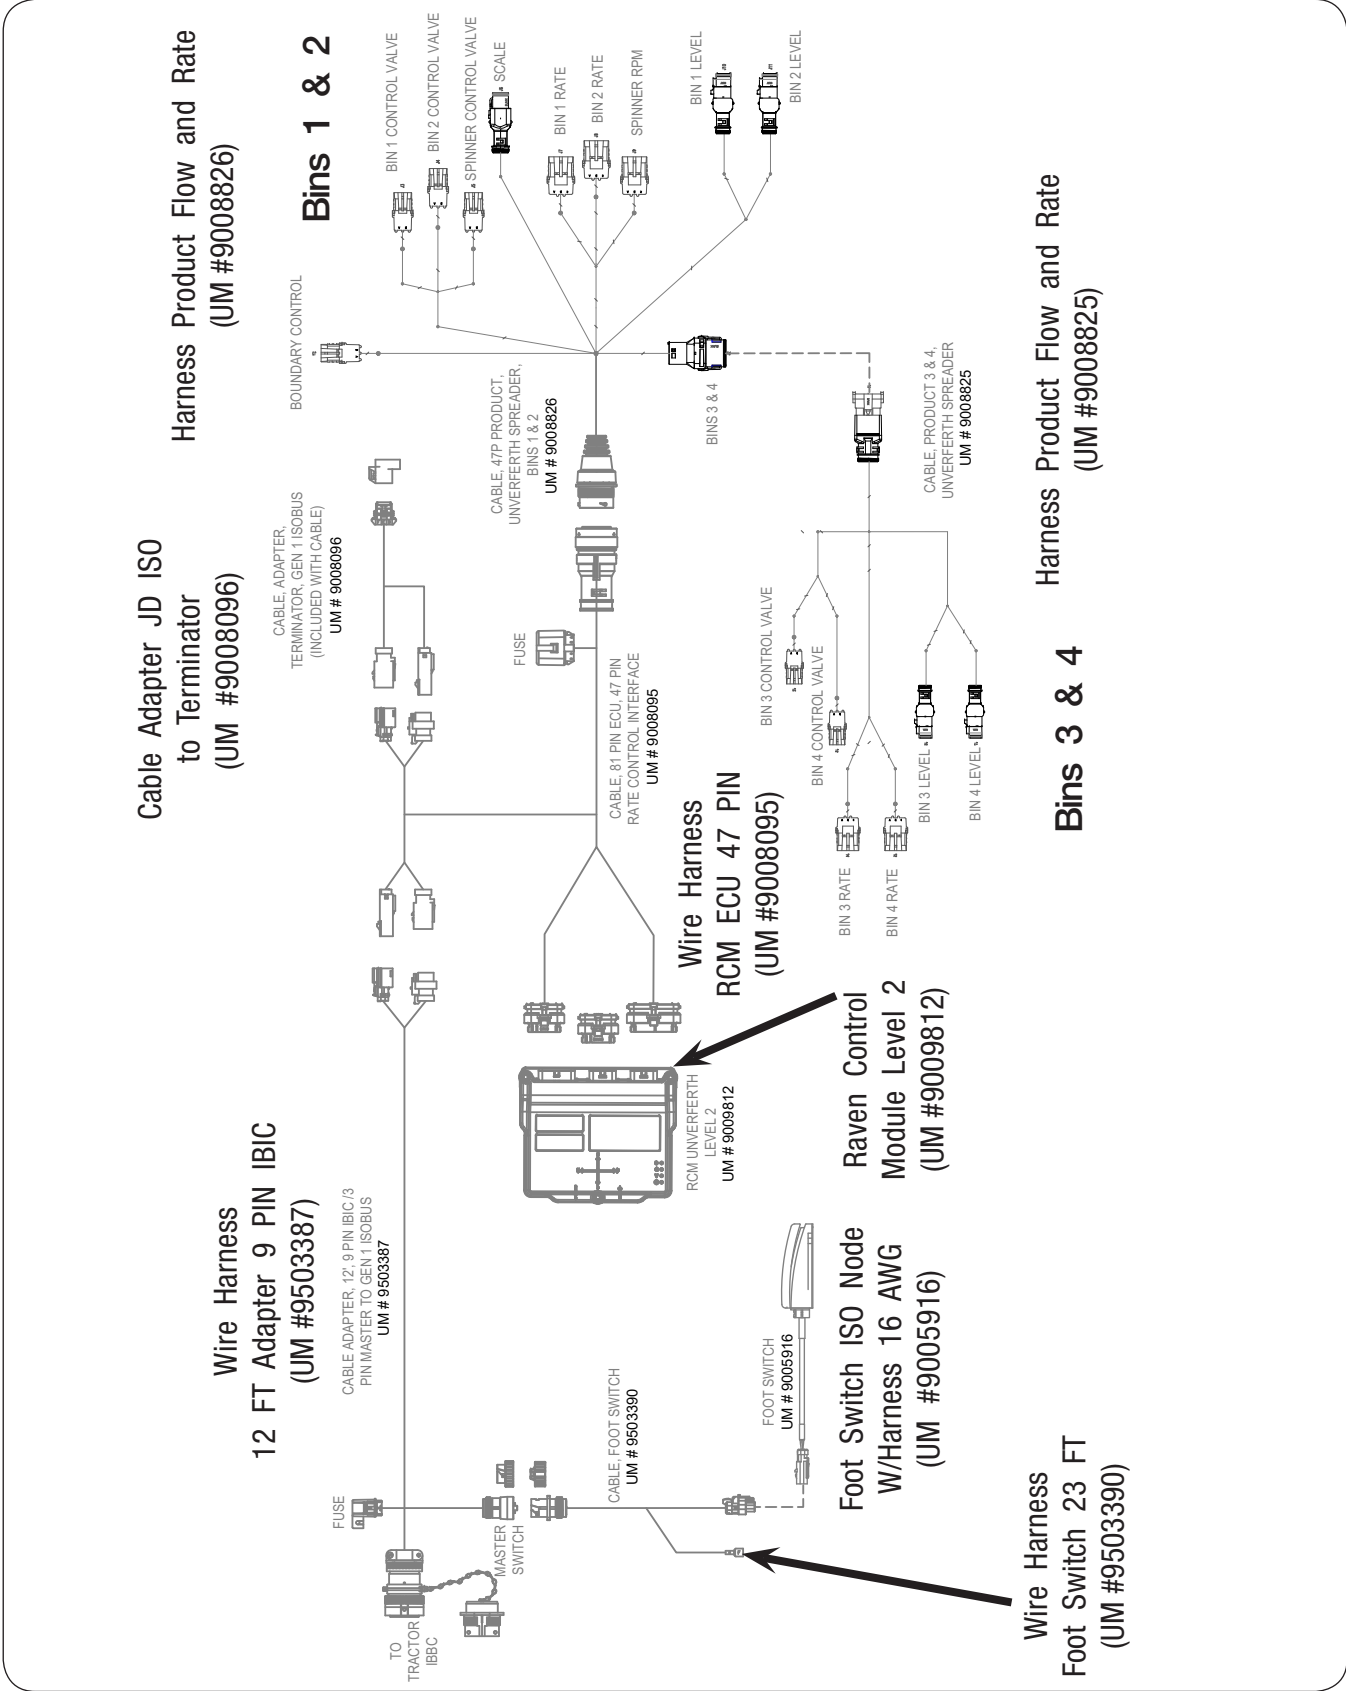 Wire Harness
12 FT Adapter 9 PIN IBIC
(UM #9503387)
Cable Adapter JD ISO
to Terminator
(UM #9008096)
Harness Product Flow and Rate
(UM #9008826)
Bins 1 & 2
CABLE ADAPTER, 12', 9 PIN IBIC /3
PIN MASTER TO GEN 1 ISOBUS
UM # 9503387
CABLE, ADAPTER,
TERMINATOR, GEN 1 ISOBUS
(INCLUDED WITH CABLE)
UM # 9008096
BOUNDARY CONTROL
BIN 1 CONTROL VALVE
BIN 2 CONTROL VALVE
SPINNER CONTROL VALVE
SCALE
BIN 1 RATE
BIN 2 RATE
SPINNER RPM
BIN 1 LEVEL
BIN 2 LEVEL
FUSE
TO
TRACTOR
IBBC
MASTER
SWITCH
CABLE, 47P PRODUCT,
UNVERFERTH SPREADER,
BINS 1 & 2
UM # 9008826
FUSE
CABLE, 81 PIN ECU, 47 PIN
RATE CONTROL INTERFACE
UM # 9008095
BINS 3 & 4
CABLE, FOOT SWITCH
UM # 9503390
RCM UNVERFERTH
LEVEL 2
UM # 9009812
Wire Harness
RCM ECU 47 PIN
(UM #9008095)
FOOT SWITCH
UM # 9005916
BIN 3 CONTROL VALVE
BIN 4 CONTROL VALVE
CABLE, PRODUCT 3 & 4,
UNVERFERTH SPREADER
UM # 9008825
Foot Switch ISO Node
W/Harness 16 AWG
(UM #9005916)
Raven Control
Module Level 2
(UM #9009812)
BIN 3 RATE
BIN 4 RATE
BIN 3 LEVEL
BIN 4 LEVEL
Wire Harness
Foot Switch 23 FT
(UM #9503390)
Bins 3 & 4
Harness Product Flow and Rate
(UM #9008825)